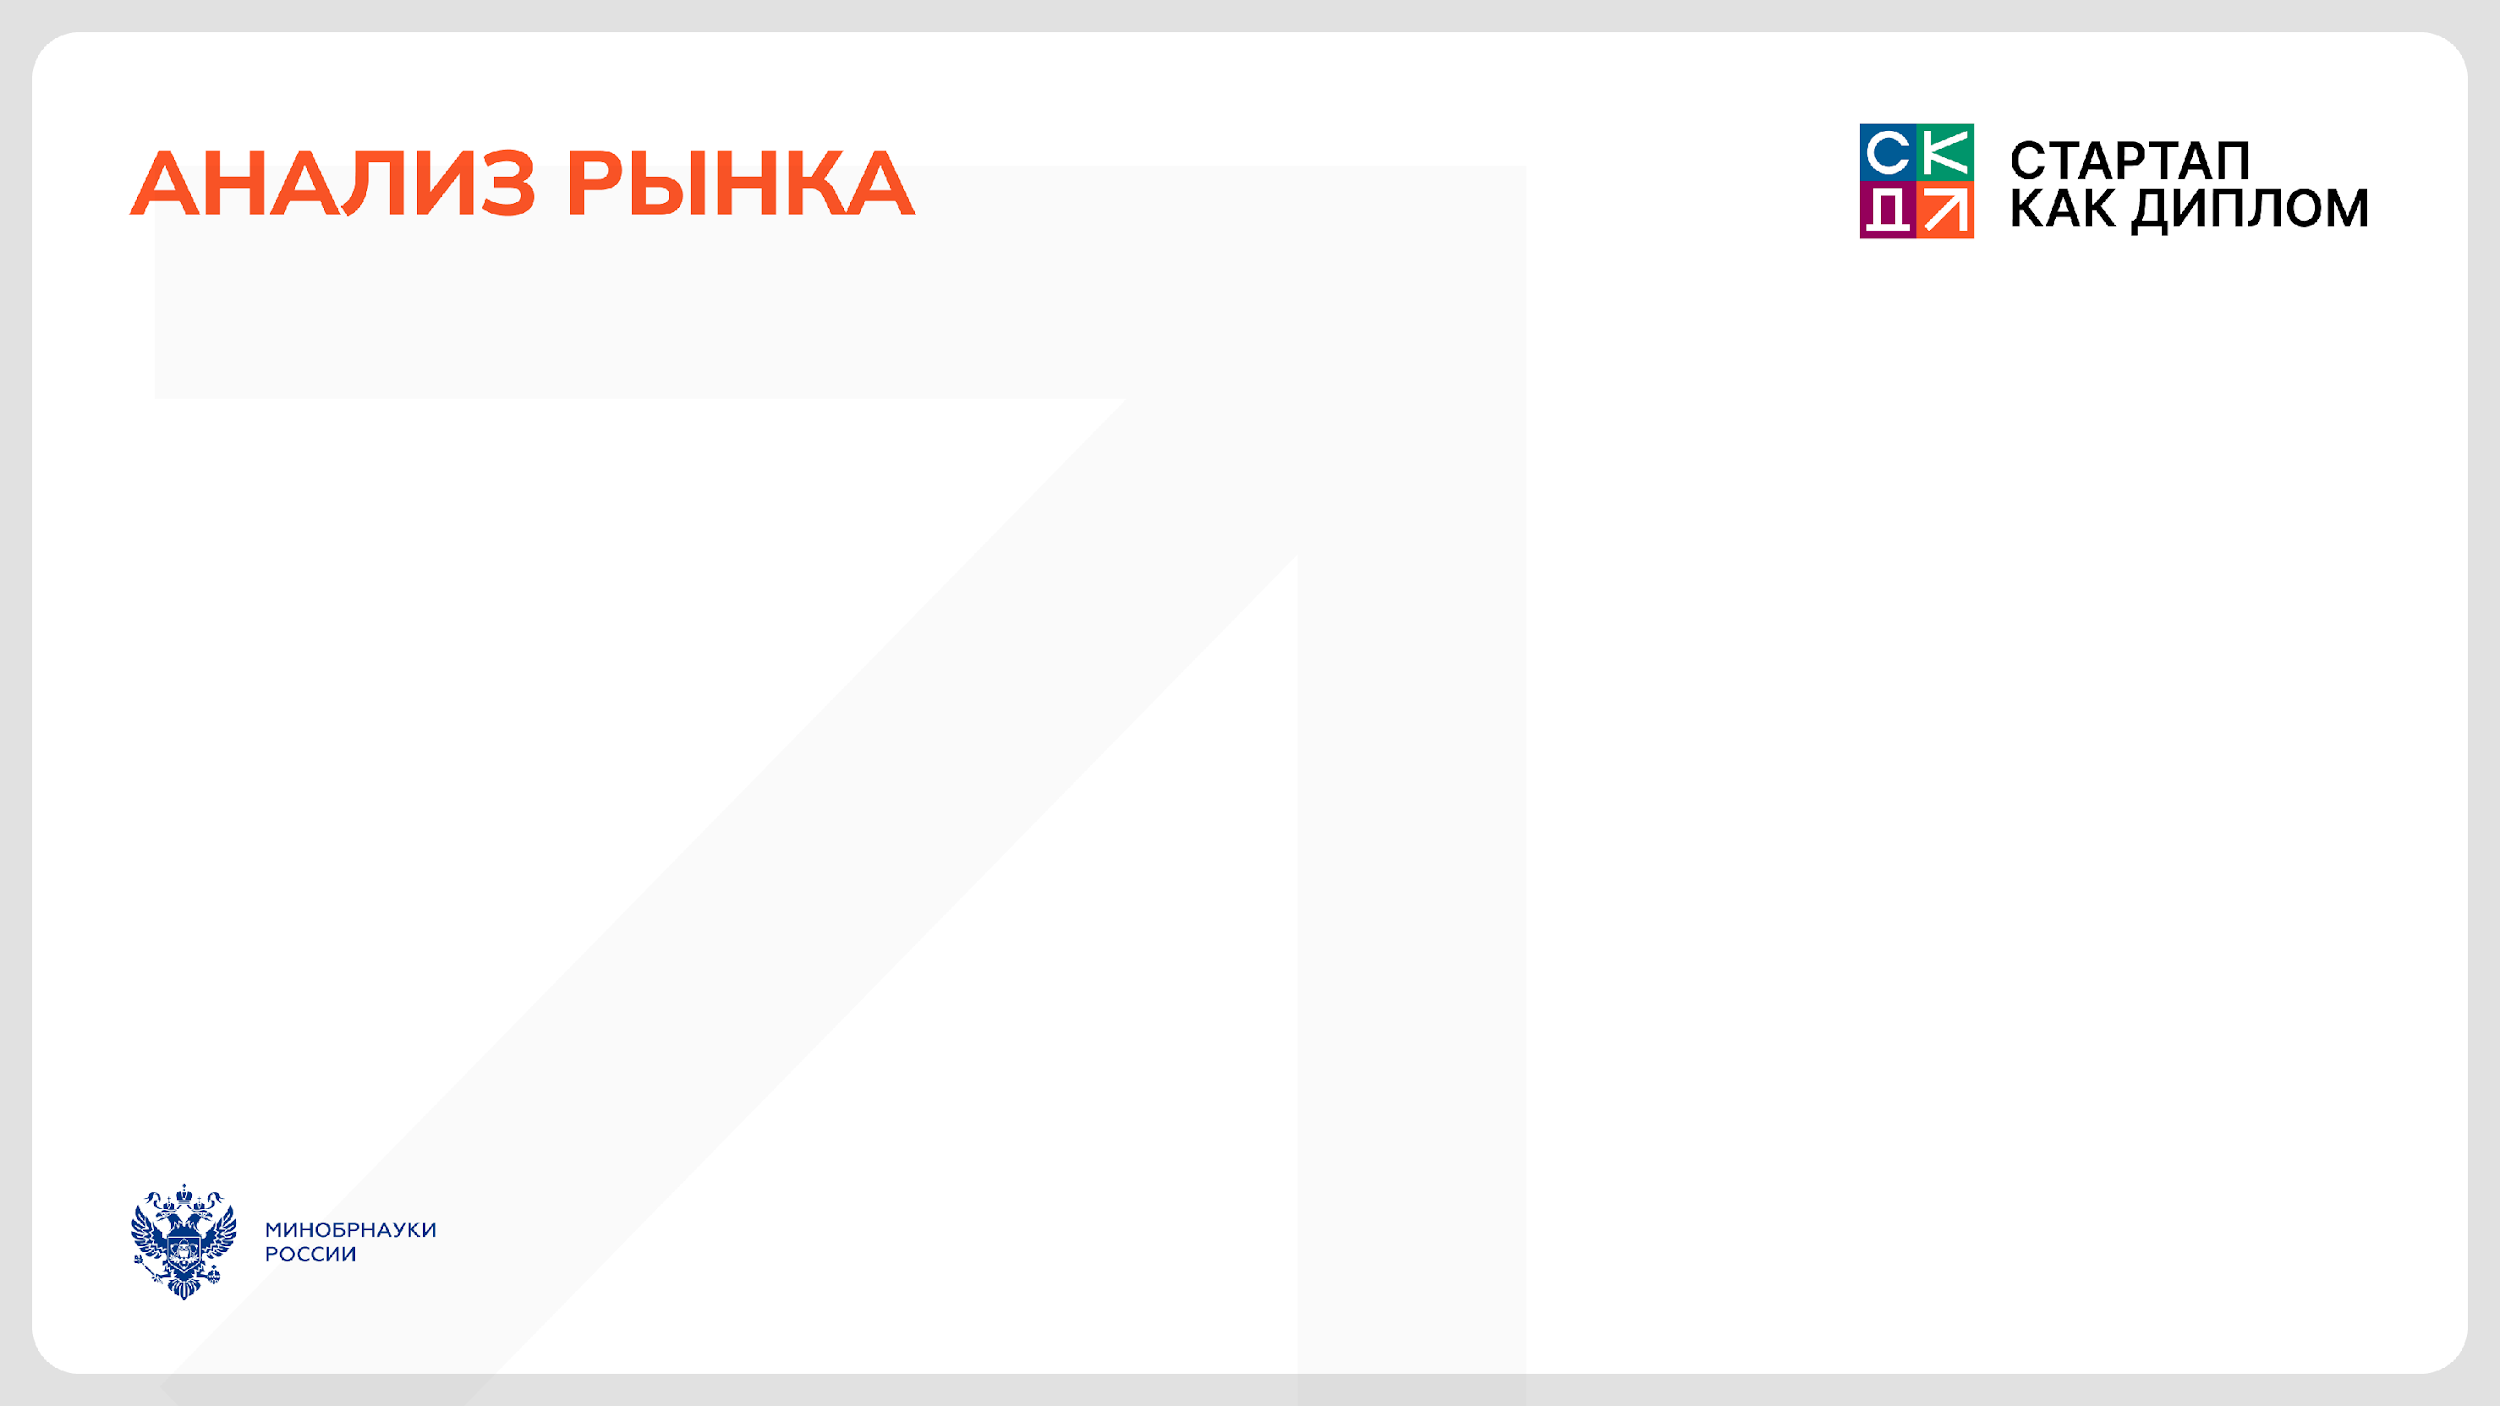 АНАЛИЗ РЫНКА
СК
Д
СТАРТАП
КАК ДИПЛОМ
МИНОБРНАУКИ
РОССИИ